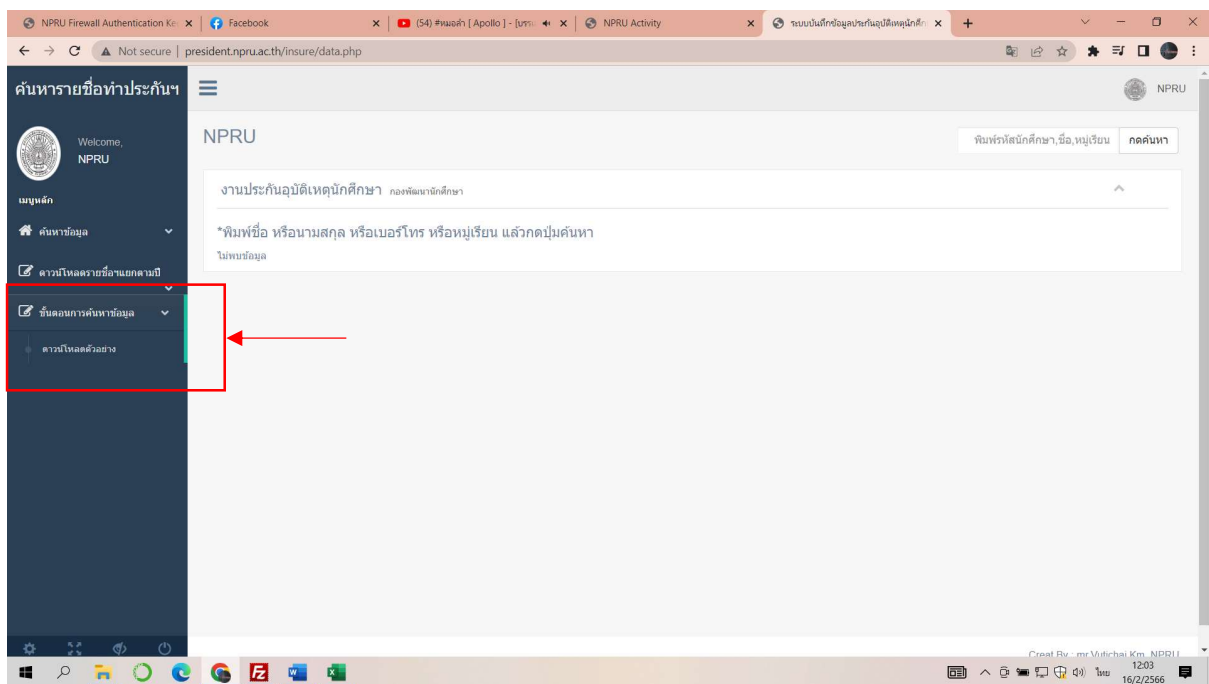 NPRU Firewall Authentication Ke
Facebook
(54) #หมอลำ [ Apollo ] - [บรร
NPRU Activity
ระบบบันทึกข้อมูลประกันอุบัติเหตุนักศึก
Not secure | president.npru.ac.th/insure/data.php
ค้นหารายชื่อทำประกันฯ
NPRU
Welcome,
NPRU
NPRU
พิมพ์รหัสนักศึกษา,ชื่อ,หมู่เรียน
กดค้นหา
เมนูหลัก
งานประกันอุบัติเหตุนักศึกษา กองพัฒนานักศึกษา
ค้นหาข้อมูล
*พิมพ์ชื่อ หรือนามสกุล หรือเบอร์โทร หรือหมู่เรียน แล้วกดปุ่มค้นหา
ไม่พบข้อมูล
ดาวน์โหลดรายชื่อฯแยกตามปี
ขั้นตอนการค้นหาข้อมูล
ดาวน์โหลดตัวอย่าง
Creat By : mr.Vutichai Km. NPRU
ไทย
12:03
16/2/2566